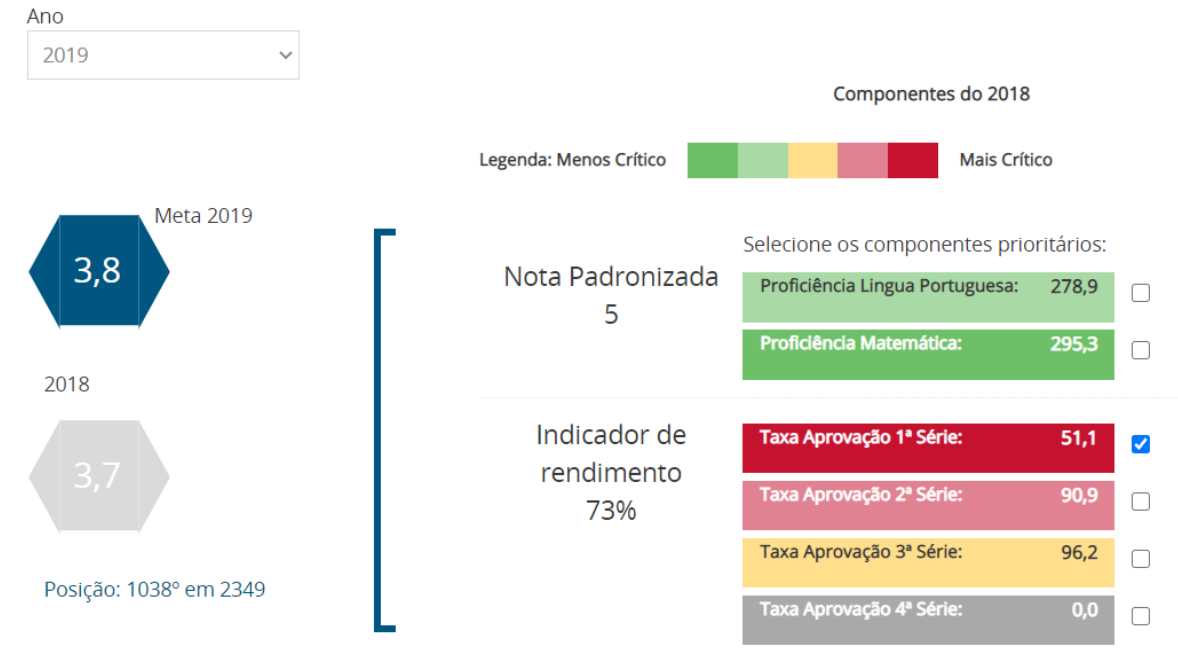 Ano
2019
Componentes do 2018
Legenda: Menos Crítico
Mais Crítico
Meta 2019
3,8
2018
3,7
Posição: 1038º em 2349
Selecione os componentes prioritários:
Nota Padronizada
5
Proficiência Lingua Portuguesa: 278,9
Proficiência Matemática: 295,3
Indicador de
rendimento
73%
Taxa Aprovação 1ª Série: 51,1
Taxa Aprovação 2ª Série: 90,9
Taxa Aprovação 3ª Série: 96,2
Taxa Aprovação 4ª Série: 0,0